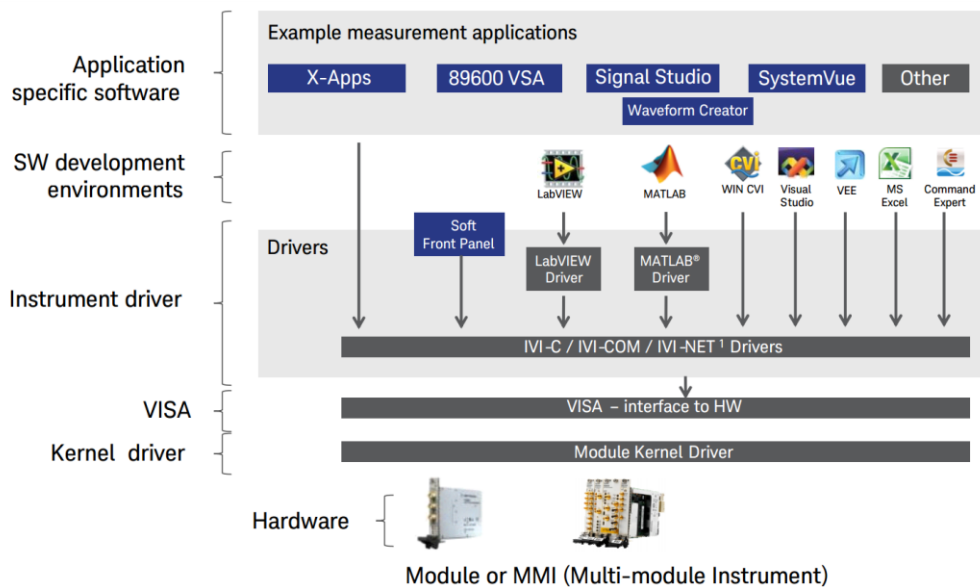 Example measurement applications
Application
specific software
X-Apps
89600 VSA
Signal Studio
SystemVue
Other
Waveform Creator
SW development
environments
LabVIEW
MATLAB
CVI
WIN CVI
Visual
Studio
VEE
MS
Excel
Command
Expert
Soft
Front Panel
Drivers
LabVIEW
Driver
MATLAB®
Driver
Instrument driver
IVI-C / IVI-COM / IVI-NET 1 Drivers
VISA
VISA – interface to HW
Kernel driver
Module Kernel Driver
Hardware
Module or MMI (Multi-module Instrument)